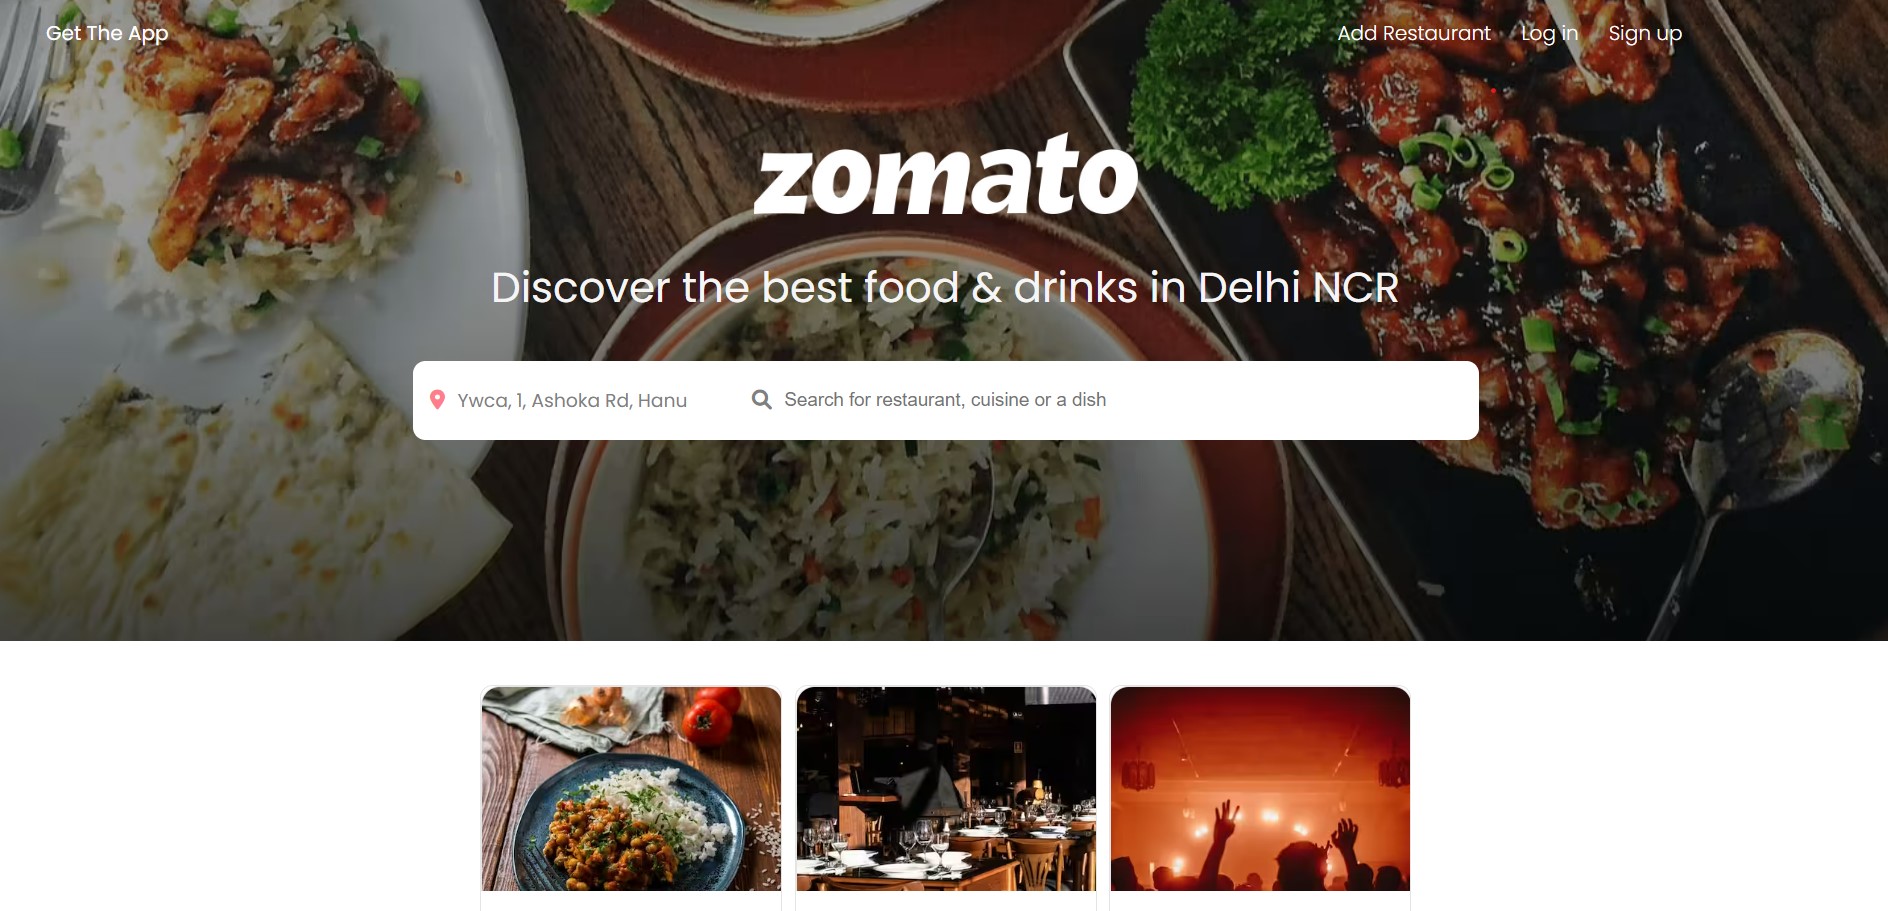 Get The App
Add Restaurant
Log in
Sign up
zomato
Discover the best food & drinks in Delhi NCR
Ywca, 1, Ashoka Rd, Hanu
Search for restaurant, cuisine or a dish